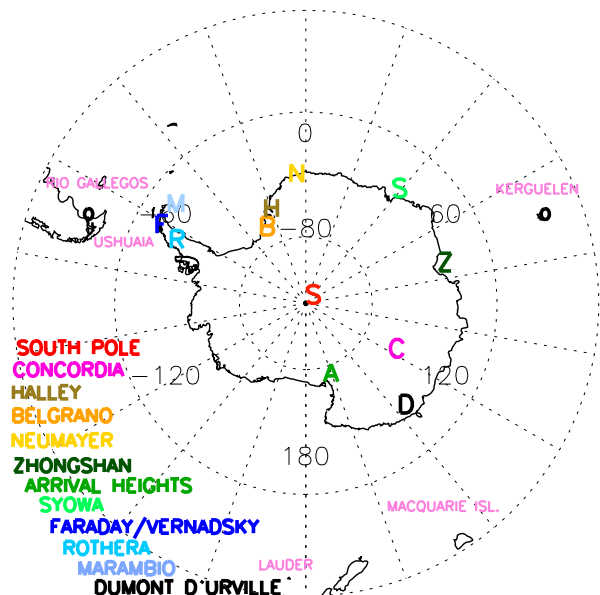 0
N
RIO GALLEGOS
S
KERGUELEN
M
H
-60
60
F
B
-80
R
USHUAIA
Z
S
SOUTH POLE
C
CONCORDIA
A
-120
120
HALLEY
D
BELGRANO
NEUMAYER
180
ZHONGSHAN
ARRIVAL HEIGHTS
SYOWA
MACQUARIE ISL.
FARADAY/VERNADSKY
ROTHERA
LAUDER
MARAMBIO
DUMONT D'URVILLE